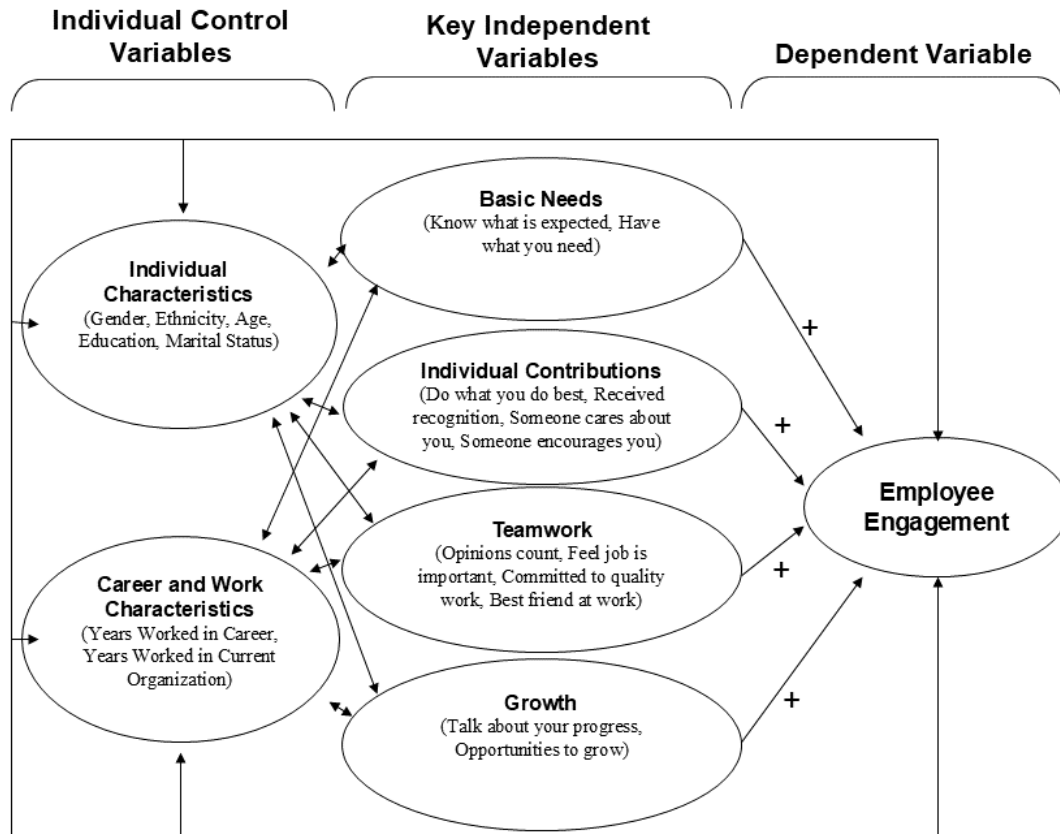 Individual Control
Variables
Key Independent
Variables
Dependent Variable
Basic Needs
(Know what is expected, Have
what you need)
Individual
Characteristics
(Gender, Ethnicity, Age,
Education, Marital Status)
+
Individual Contributions
(Do what you do best, Received
recognition, Someone cares about
you, Someone encourages you)
+
Employee
Engagement
Teamwork
(Opinions count, Feel job is
important, Committed to quality
work, Best friend at work)
+
Career and Work
Characteristics
(Years Worked in Career,
Years Worked in Current
Organization)
Growth
(Talk about your progress,
Opportunities to grow)
+